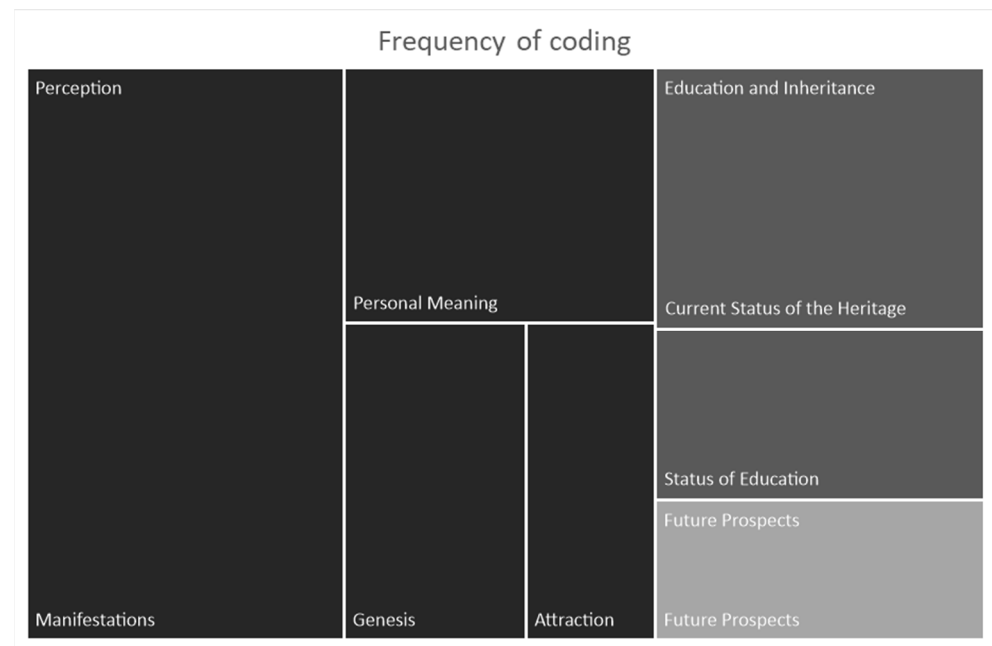 Frequency of coding
Perception
Manifestations
Personal Meaning
Genesis
Attraction
Education and Inheritance
Current Status of the Heritage
Status of Education
Future Prospects
Future Prospects